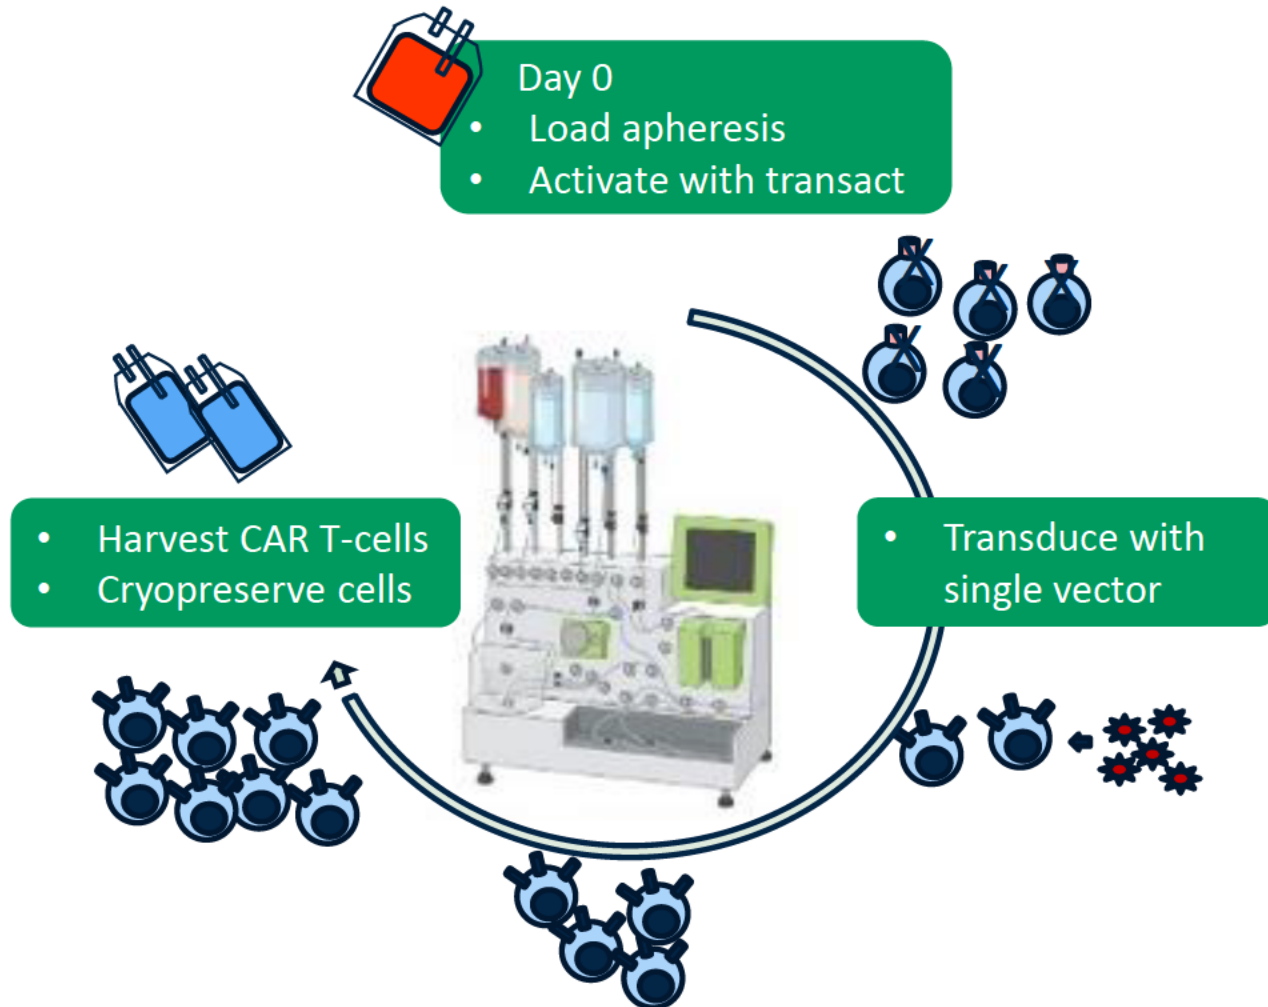 Day 0
• Load apheresis
• Activate with transact
• Harvest CAR T-cells
• Cryopreserve cells
• Transduce with
single vector